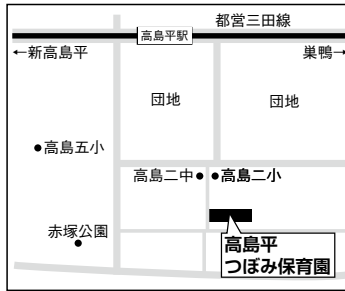 都営三田線
高島平駅
←新高島平
巣鴨→
団地
団地
●高島五小
高島二中●
●高島二小
赤塚公園
高島平
つぼみ保育園